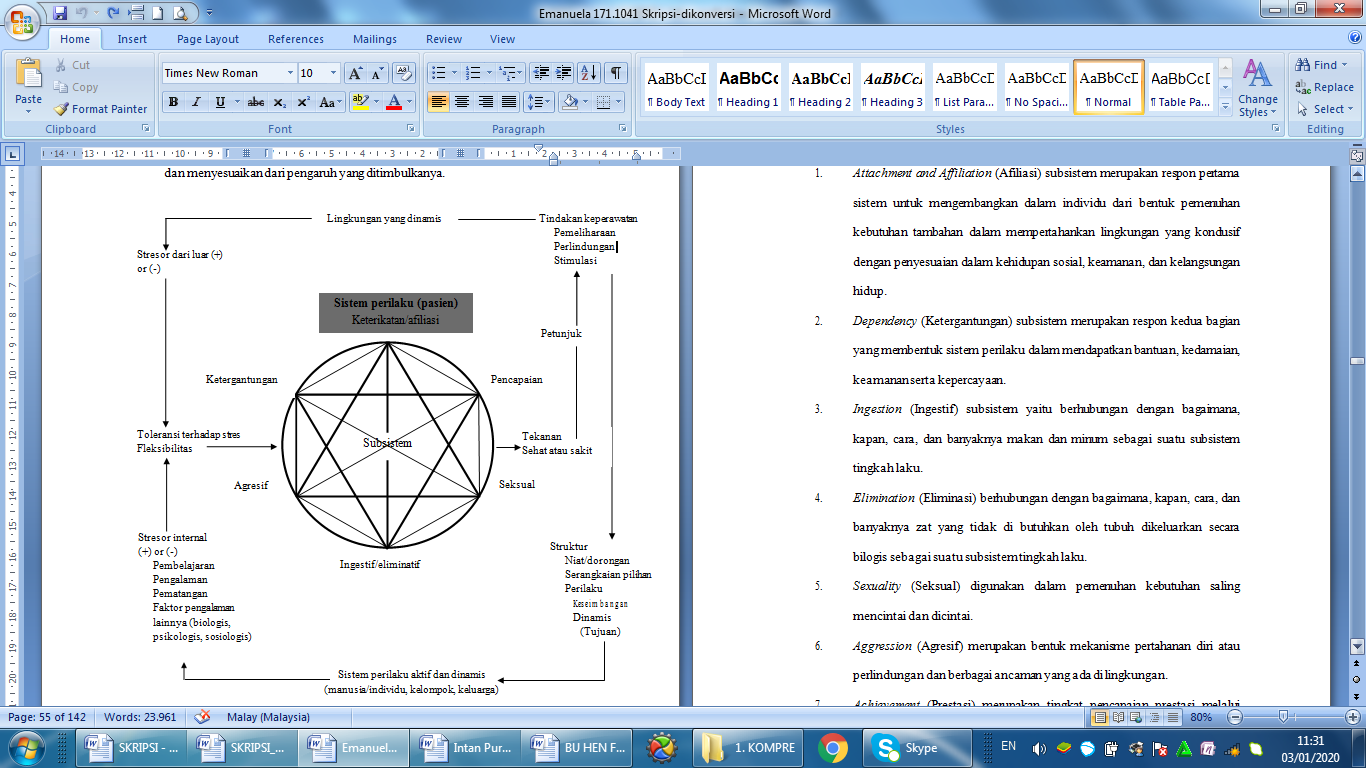 Emanuela 171.1041 Skripsi-dikonversi - Microsoft Word
Home Insert Page Layout References Mailings Review View
Paste
Cut
Copy
Format Painter
Clipboard
Times New Roman 10
Font
Paragraph
AaBbCcI AaBbCc AaBbCcI AaBbCcI AaBbCcD AaBbCcD AaBbCcD AaBbCcD
¶ Body Text ¶ Heading 1 ¶ Heading 2 ¶ Heading 3 ¶ List Para... ¶ No Spaci... ¶ Normal ¶ Table Pa...
Change
Styles
Styles
Find
Replace
Select
Editing
dan menyesuaikan dari pengaruh yang ditimbulkanya.
Lingkungan yang dinamis
Tindakan keperawatan
Pemeliharaan
Perlindungan
Stimulasi
Stresor dari luar (+)
or (-)
Sistem perilaku (pasien)
Keterikatan/afiliasi
Petunjuk
Ketergantungan
Pencapaian
Toleransi terhadap stres
Fleksibilitas
Subsistem
Tekanan
Sehat atau sakit
Agresif
Seksual
Stresor internal
(+) or (-)
Pembelajaran
Pengalaman
Pematangan
Faktor pengalaman
lainnya (biologis,
psikologis, sosiologis)
Ingestif/eliminatif
Struktur
Niat/dorongan
Serangkaian pilihan
Perilaku
Keseimbangan
Dinamis
(Tujuan)
Sistem perilaku aktif dan dinamis
(manusia/individu, kelompok, keluarga)
1. Attachment and Affiliation (Afiliasi) subsistem merupakan respon pertama
sistem untuk mengembangkan dalam individu dari bentuk pemenuhan
kebutuhan tambahan dalam mempertahankan lingkungan yang kondusif
dengan penyesuaian dalam kehidupan sosial, keamanan, dan kelangsungan
hidup.
2. Dependency (Ketergantungan) subsistem merupakan respon kedua bagian
yang membentuk sistem perilaku dalam mendapatkan bantuan, kedamaian,
keamanan serta kepercayaan.
3. Ingestion (Ingestif) subsistem yaitu berhubungan dengan bagaimana,
kapan, cara, dan banyaknya makan dan minum sebagai suatu subsistem
tingkah laku.
4. Elimination (Eliminasi) berhubungan dengan bagaimana, kapan, cara, dan
banyaknya zat yang tidak di butuhkan oleh tubuh dikeluarkan secara
bilogis sebagai suatu subsistem tingkah laku.
5. Sexuality (Seksual) digunakan dalam pemenuhan kebutuhan saling
mencintai dan dicintai.
6. Aggression (Agresif) merupakan bentuk mekanisme pertahanan diri atau
perlindungan dan berbagai ancaman yang ada di lingkungan.
7. Achievement (Prestasi) merupakan tingkat pencapaian prestasi melalui
Page: 55 of 142 Words: 23.961 Malay (Malaysia) 80%
SKRIPSI - ... SKRIPSI_... Emanuel... Intan Pur... BU HEN F... 1. KOMPRE Skype EN 11:31
03/01/2020